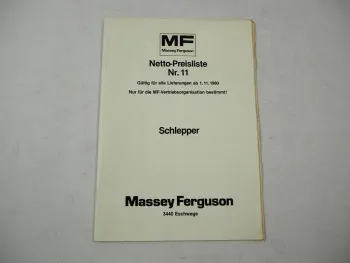 MF
Massey Ferguson
Netto-Preisliste
Nr. 11
Gültig für alle Lieferungen ab 1.11.1980
Nur für die MF-Vertriebsorganisation bestimmt!
Schlepper
Massey Ferguson
3440 Eschwege